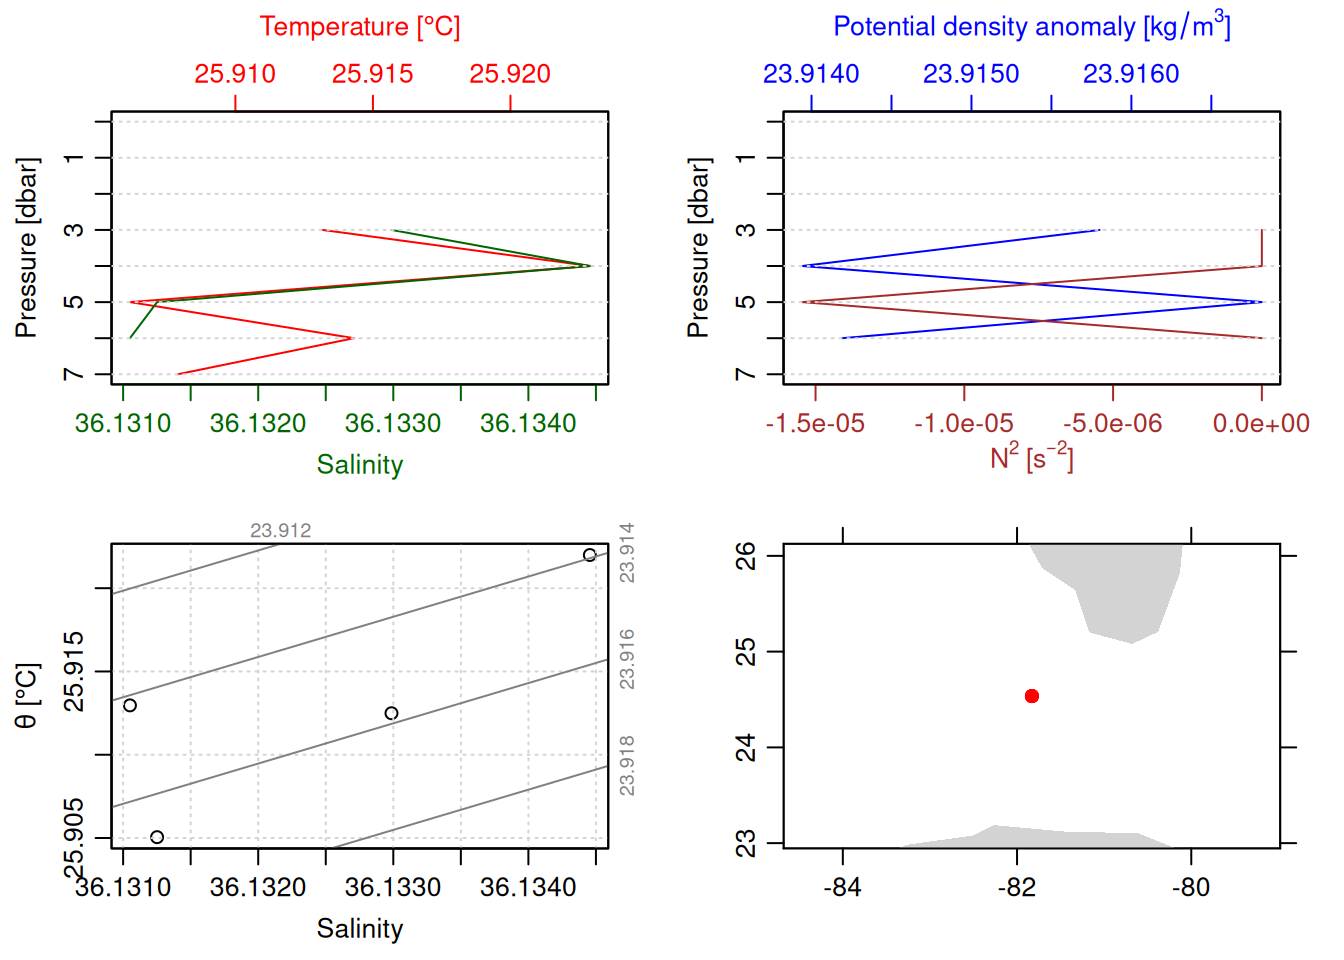 Temperature [°C]
25.910 25.915 25.920
Pressure [dbar]
1
3
5
7
36.1310 36.1320 36.1330 36.1340
Salinity
Potential density anomaly [kg/m³]
23.9140 23.9150 23.9160
Pressure [dbar]
1
3
5
7
-1.5e-05 -1.0e-05 -5.0e-06 0.0e+00
N² [s⁻²]
23.912
23.914
23.916
23.918
θ [°C]
25.915
25.905
36.1310 36.1320 36.1330 36.1340
Salinity
26
25
24
23
-84 -82 -80